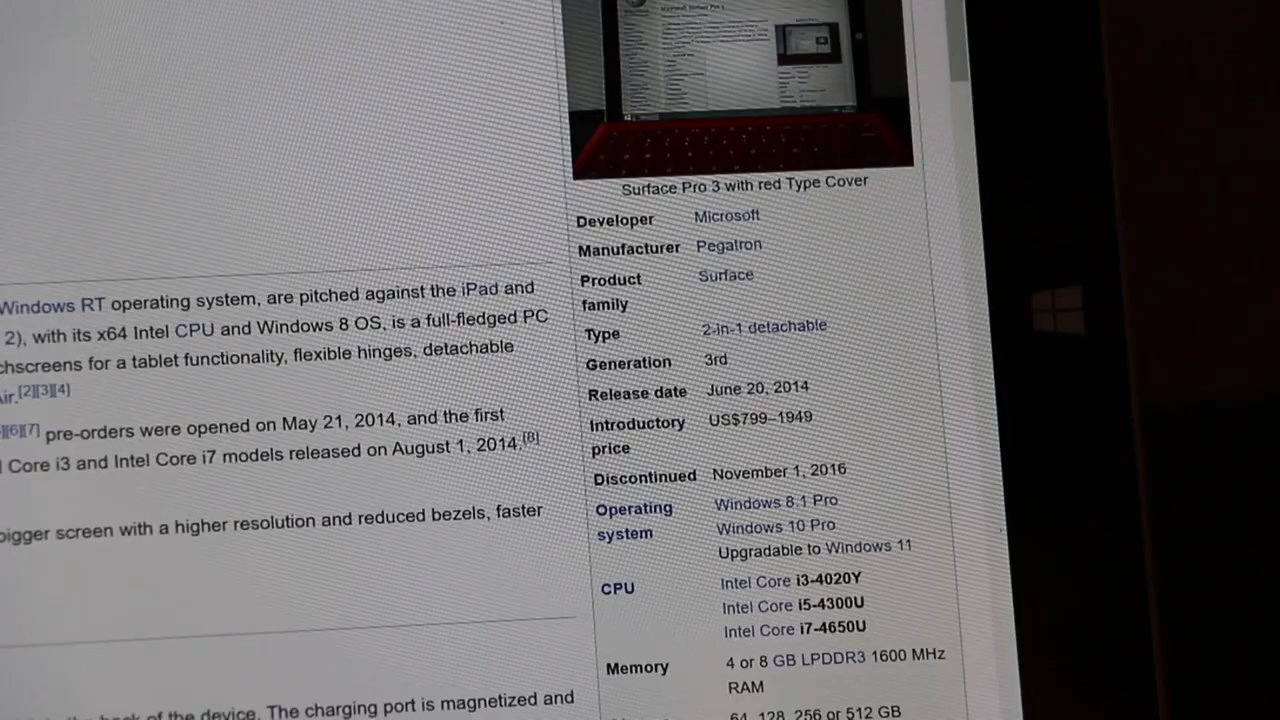 Surface Pro 3 with red Type Cover
Developer Microsoft
Manufacturer Pegatron
Product Surface
family
Type 2-in-1 detachable
Generation 3rd
Release date June 20, 2014
Introductory US$799–1949
price
Discontinued November 1, 2016
Operating Windows 8.1 Pro
system Windows 10 Pro
Upgradable to Windows 11
CPU Intel Core i3-4020Y
Intel Core i5-4300U
Intel Core i7-4650U
Memory 4 or 8 GB LPDDR3 1600 MHz
RAM
64, 128, 256 or 512 GB
Windows RT operating system, are pitched against the iPad and
2), with its x64 Intel CPU and Windows 8 OS, is a full-fledged PC
chscreens for a tablet functionality, flexible hinges, detachable
Air.[2][3][4]
][6][7] pre-orders were opened on May 21, 2014, and the first
l Core i3 and Intel Core i7 models released on August 1, 2014.[8]
bigger screen with a higher resolution and reduced bezels, faster
back of the device. The charging port is magnetized and